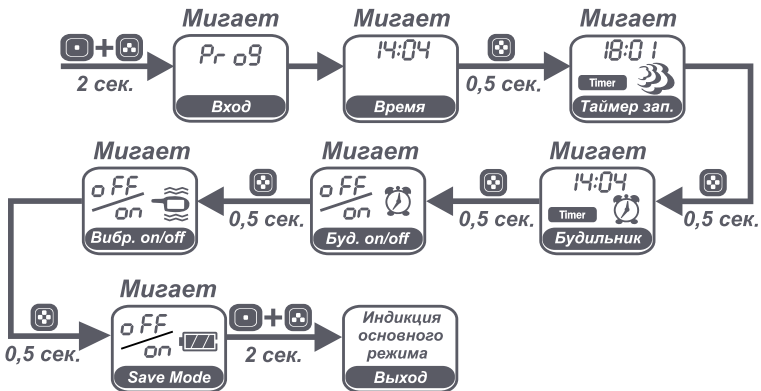 Мигает Мигает Мигает
Pr og 14:04 18:01
2 сек. 0,5 сек. Timer
Вход Время Таймер зап.
Мигает Мигает Мигает
oFF/on oFF/on 14:04
0,5 сек. 0,5 сек. Timer 0,5 сек.
Вибр. on/off Буд. on/off Будильник
Мигает
oFF/on Индикция
основного
0,5 сек. 2 сек. режима
Save Mode Выход